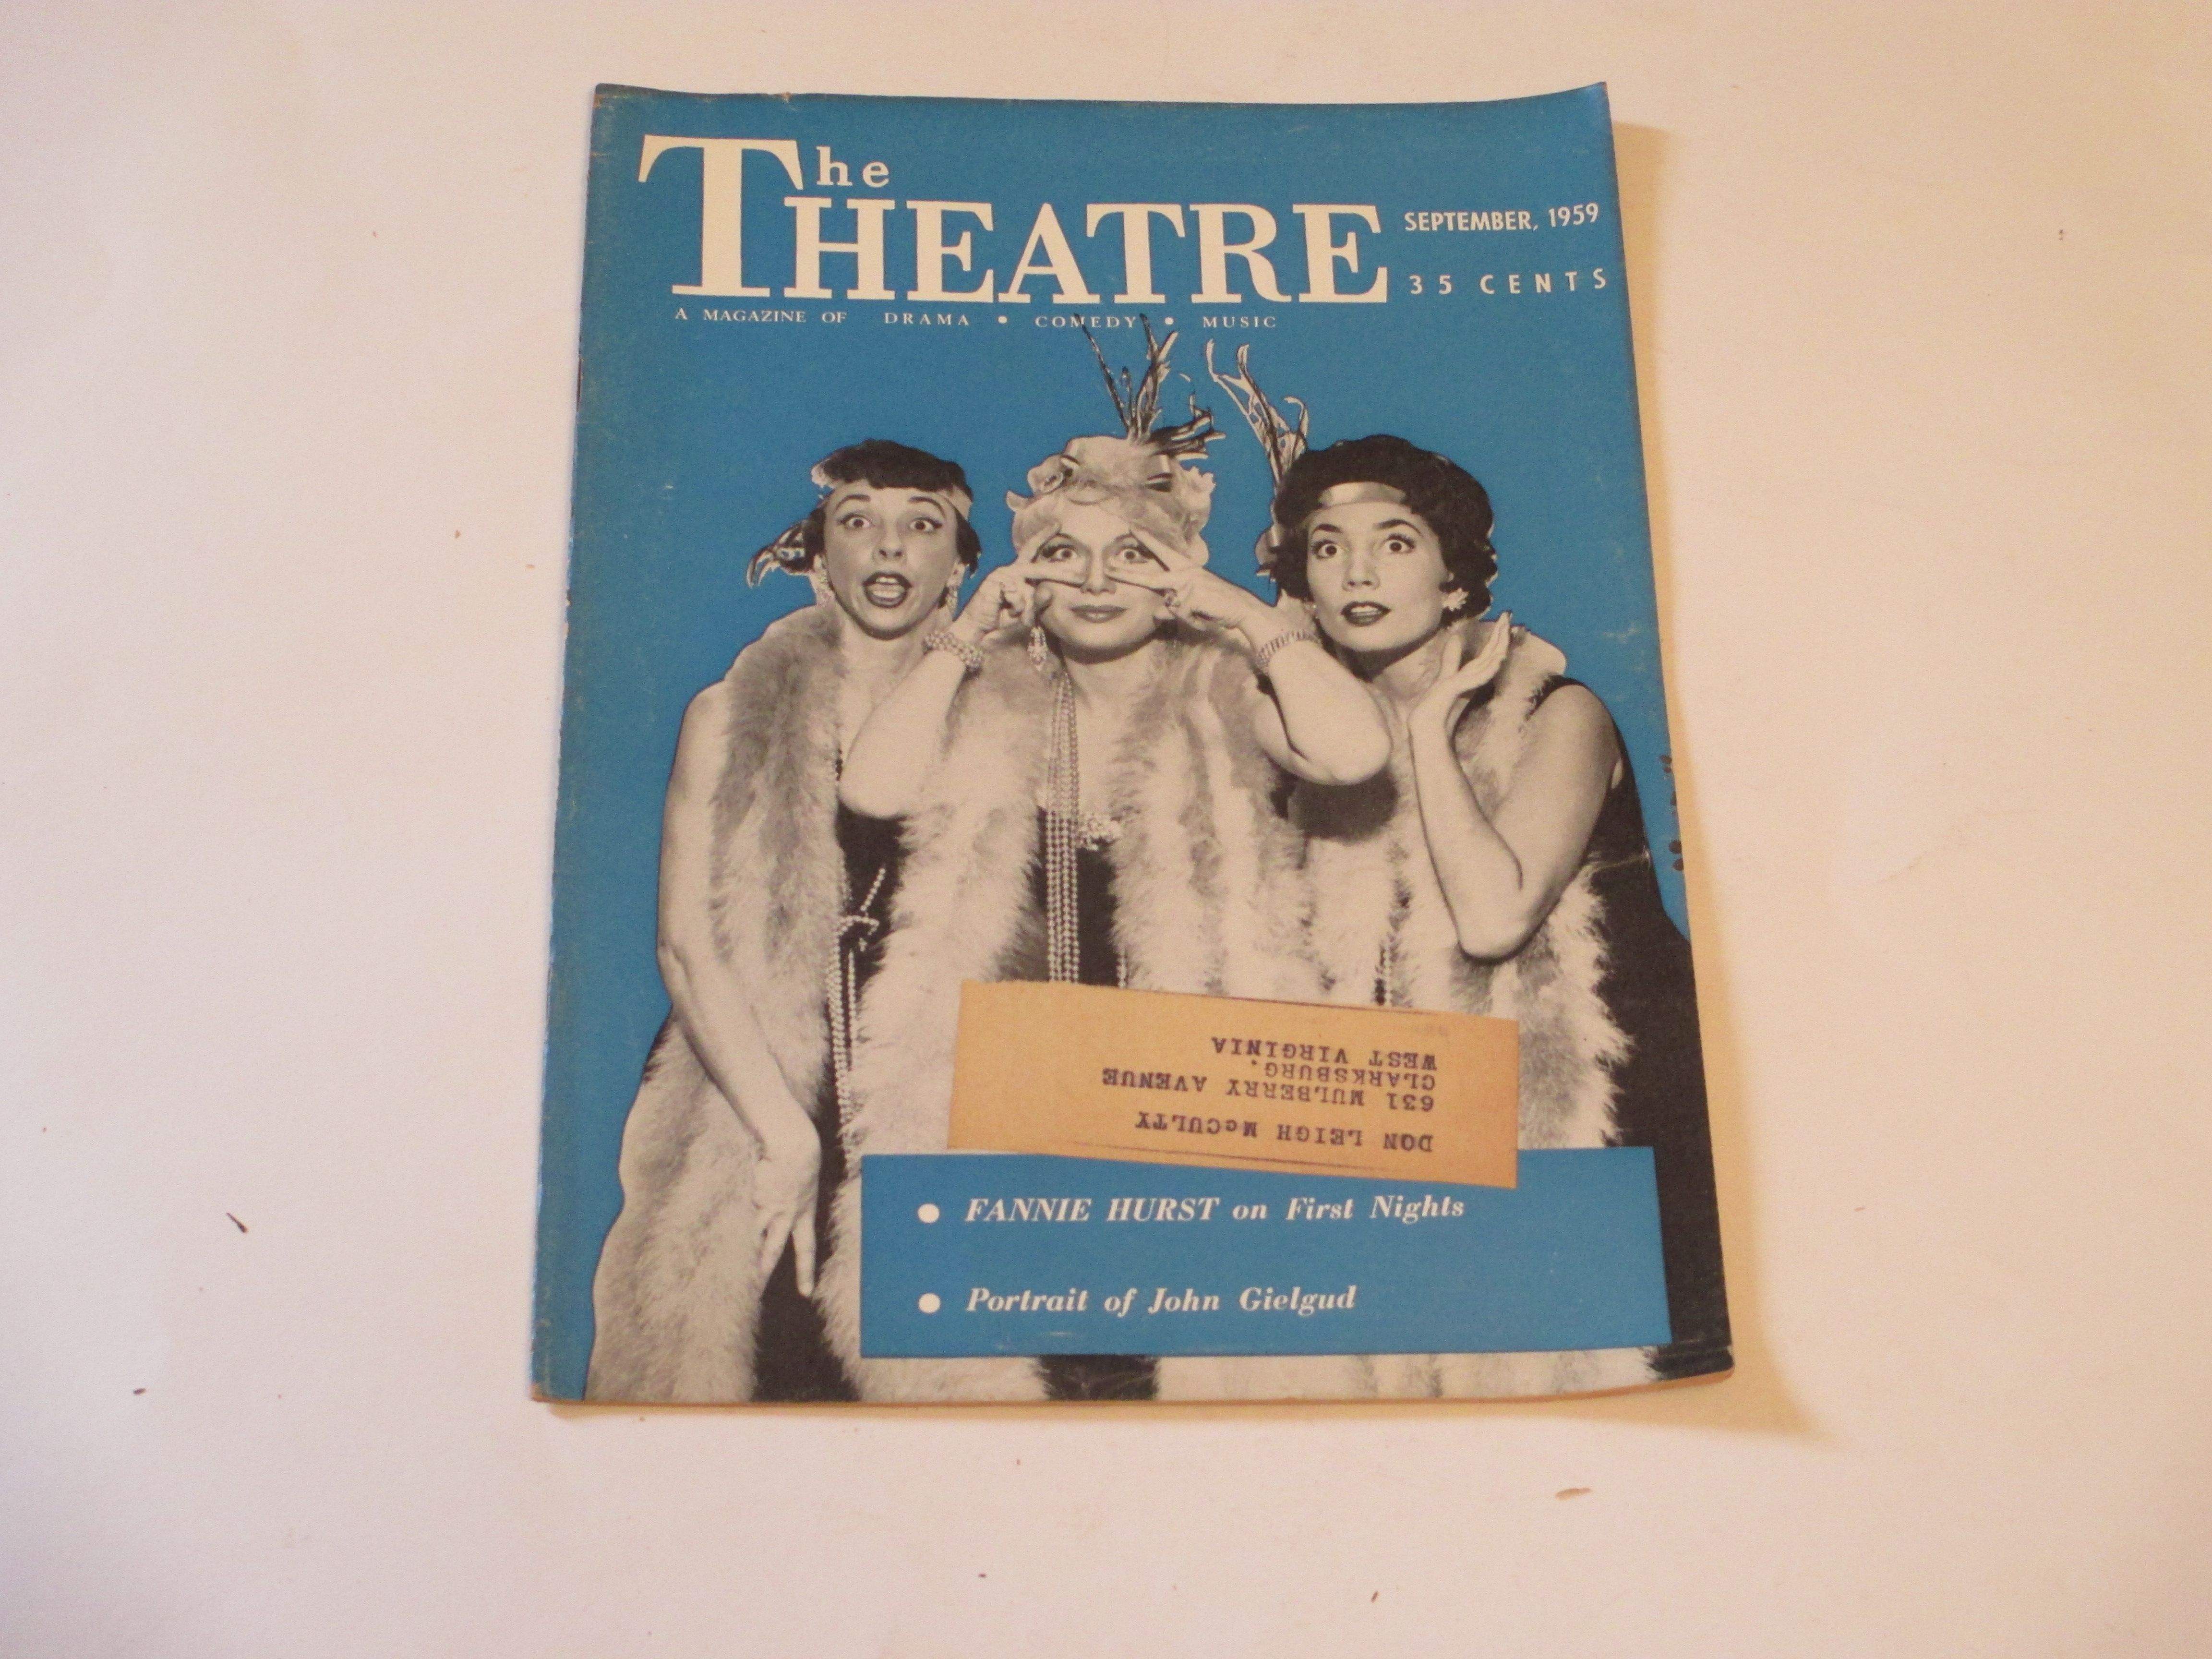 The
THEATRE
SEPTEMBER, 1959
35 CENTS
A MAGAZINE OF DRAMA • COMEDY • MUSIC
DON LEIGH McCULTY
631 MULBERRY AVENUE
CLARKSBURG.
WEST VIRGINIA
• FANNIE HURST on First Nights
• Portrait of John Gielgud